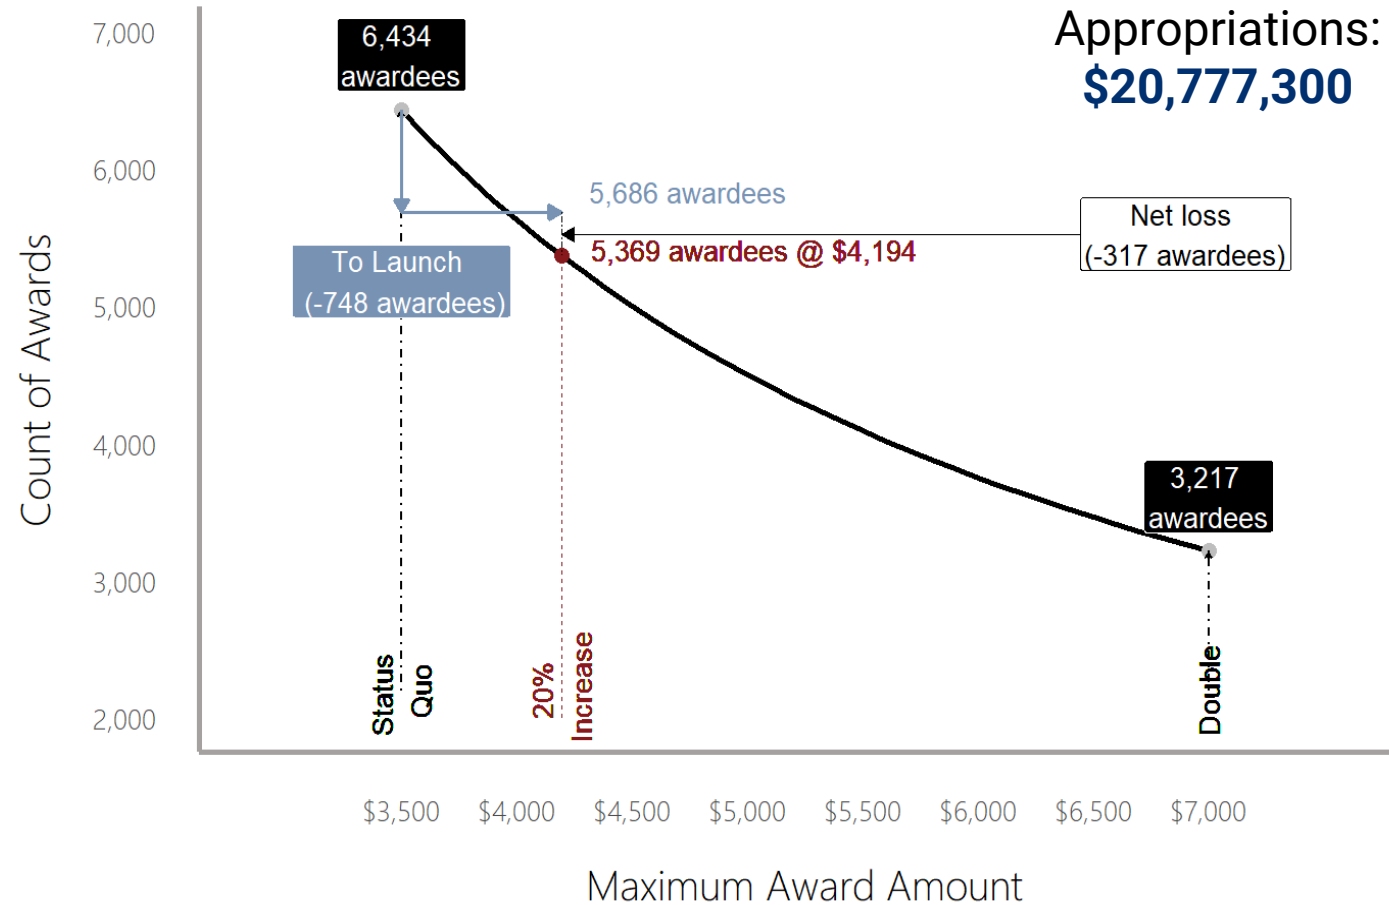 Appropriations:
$20,777,300
7,000
6,000
5,000
4,000
3,000
2,000
Count of Awards
6,434
awardees
5,686 awardees
5,369 awardees @ $4,194
Net loss
(-317 awardees)
To Launch
(-748 awardees)
3,217
awardees
Status
Quo
20%
Increase
Double
$3,500
$4,000
$4,500
$5,000
$5,500
$6,000
$6,500
$7,000
Maximum Award Amount